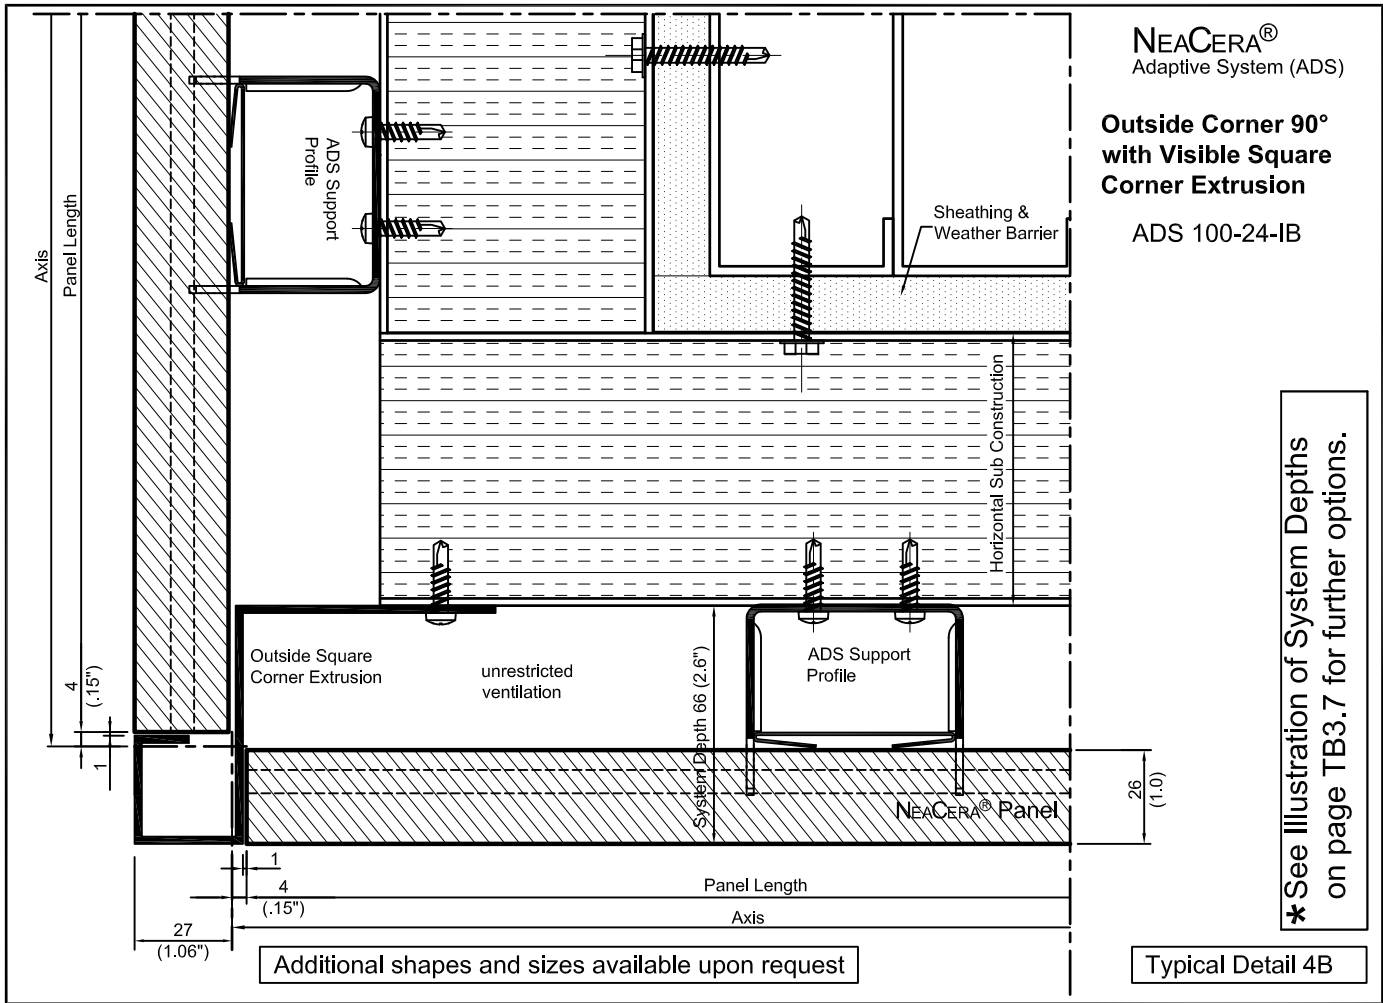 NEACERA®
Adaptive System (ADS)
Outside Corner 90°
with Visible Square
Corner Extrusion
ADS 100-24-IB
Axis
Panel Length
ADS Support
Profile
Sheathing &
Weather Barrier
Horizontal Sub Construction
Outside Square
Corner Extrusion
unrestricted
ventilation
System Depth 66 (2.6")
ADS Support
Profile
NEACERA® Panel
4
(.15")
1
26
(1.0)
1
4
(.15")
27
(1.06")
Panel Length
Axis
*See Illustration of System Depths
on page TB3.7 for further options.
Additional shapes and sizes available upon request
Typical Detail 4B